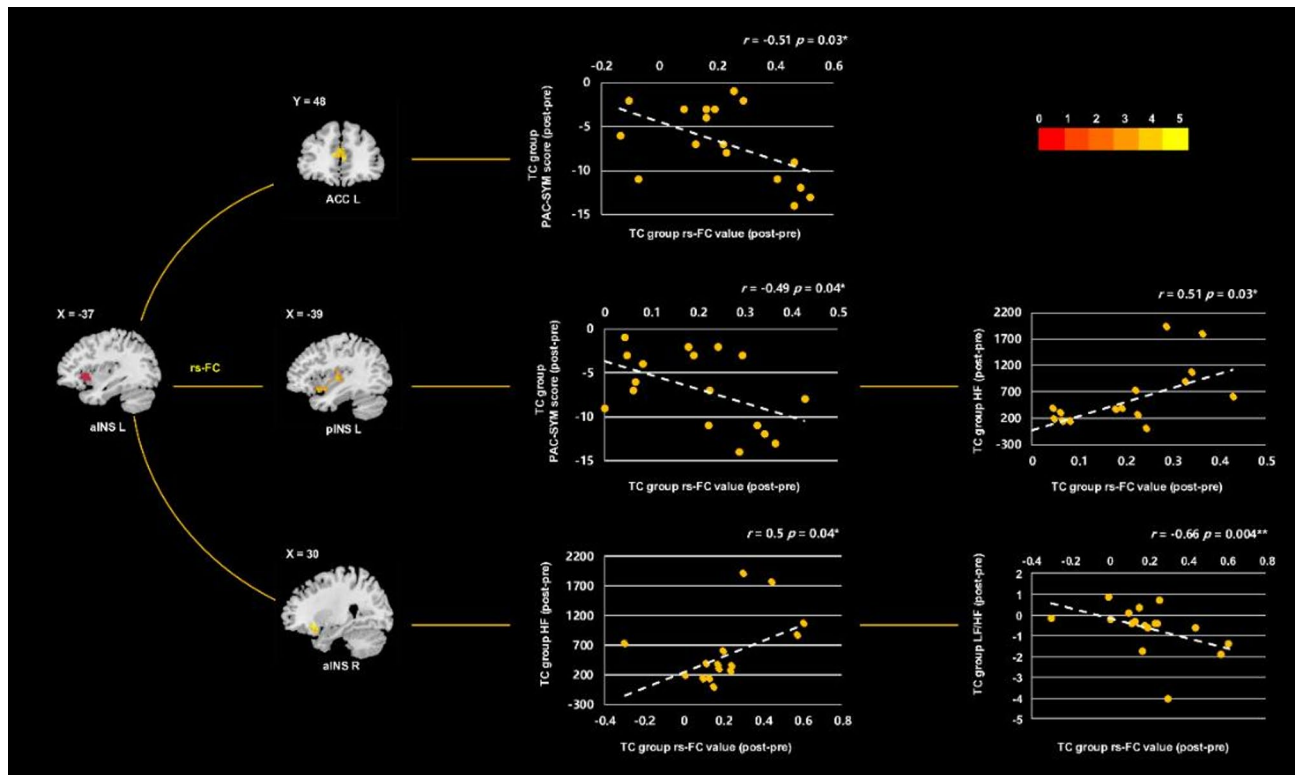 r = -0.51 p = 0.03*
-0.2 0 0.2 0.4 0.6
0
-5
-10
-15
TC group
PAC-SYM score (post-pre)
TC group rs-FC value (post-pre)
Y = 48
ACC L
0 1 2 3 4 5
X = -37
aINS L
rs-FC
X = -39
pINS L
r = -0.49 p = 0.04*
0 0.1 0.2 0.3 0.4 0.5
0
-5
-10
-15
TC group
PAC-SYM score (post-pre)
TC group rs-FC value (post-pre)
r = 0.51 p = 0.03*
2200
1700
1200
700
200
-300
TC group HF (post-pre)
0 0.1 0.2 0.3 0.4 0.5
TC group rs-FC value (post-pre)
X = 30
aINS R
r = 0.5 p = 0.04*
2200
1700
1200
700
200
-300
TC group HF (post-pre)
-0.4 -0.2 0 0.2 0.4 0.6 0.8
TC group rs-FC value (post-pre)
r = -0.66 p = 0.004**
-0.4 -0.2 0 0.2 0.4 0.6 0.8
2
1
0
-1
-2
-3
-4
-5
TC group LF/HF (post-pre)
TC group rs-FC value (post-pre)